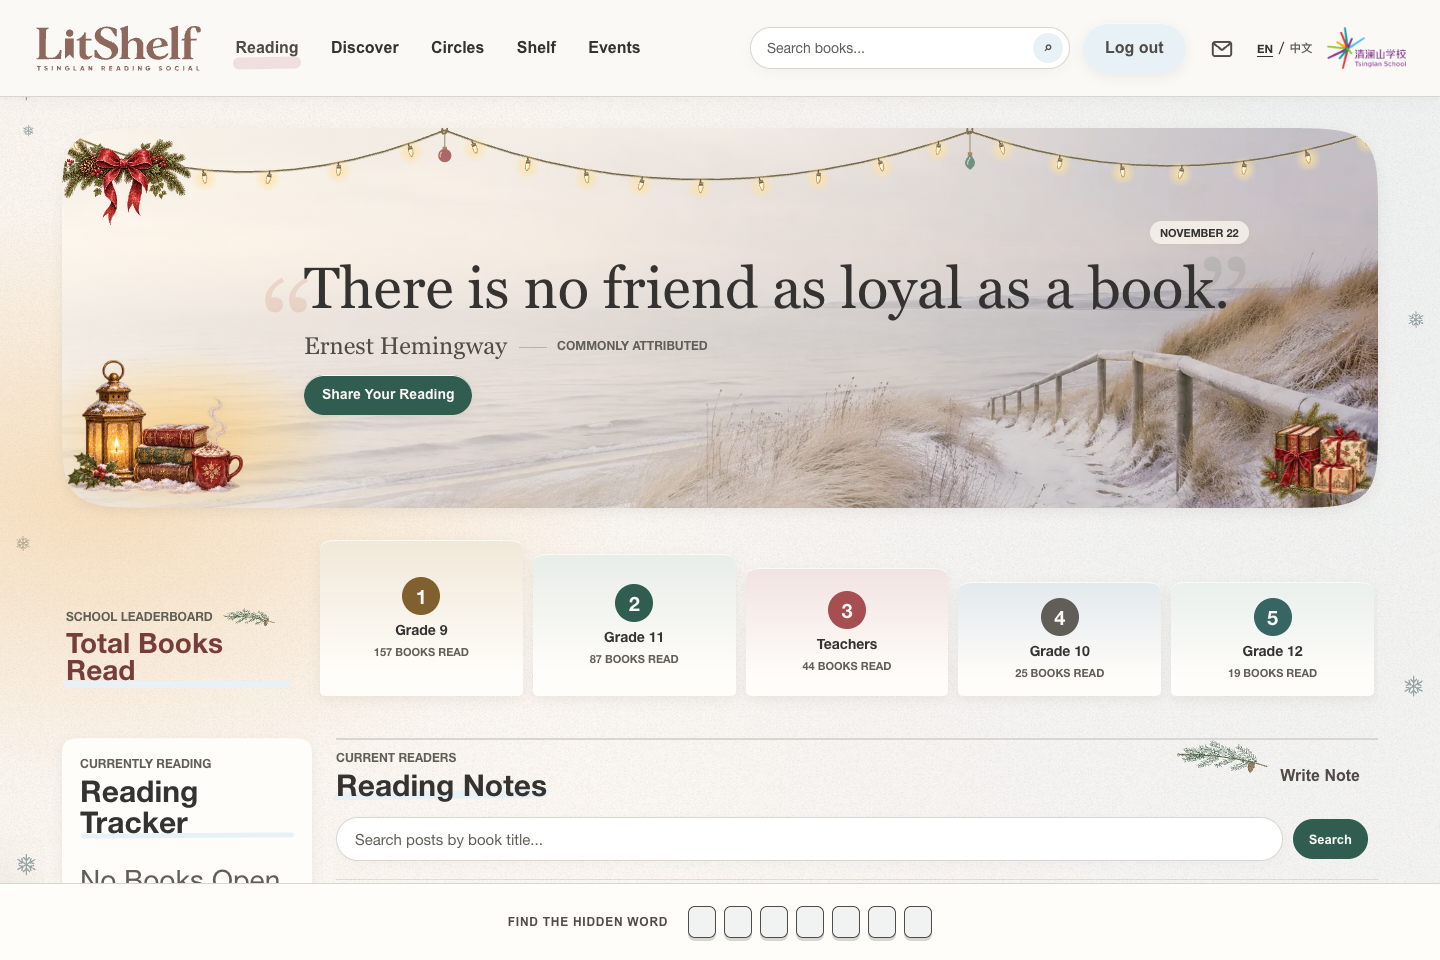 LitShelf
TSINGLAN READING SOCIAL
Reading
Discover
Circles
Shelf
Events
Search books...
Log out
EN / 中文
清澜山学校
Tsinglan School
NOVEMBER 22
“There is no friend as loyal as a book.”
Ernest Hemingway
COMMONLY ATTRIBUTED
Share Your Reading
SCHOOL LEADERBOARD
Total Books
Read
1
Grade 9
157 BOOKS READ
2
Grade 11
87 BOOKS READ
3
Teachers
44 BOOKS READ
4
Grade 10
25 BOOKS READ
5
Grade 12
19 BOOKS READ
CURRENTLY READING
Reading
Tracker
No Books Open
CURRENT READERS
Reading Notes
Write Note
Search posts by book title...
Search
FIND THE HIDDEN WORD